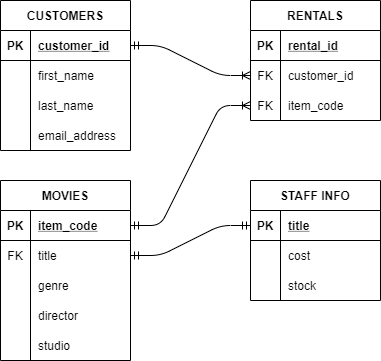 CUSTOMERS
PK customer_id
first_name
last_name
email_address
RENTALS
PK rental_id
FK customer_id
FK item_code
MOVIES
PK item_code
FK title
genre
director
studio
STAFF INFO
PK title
cost
stock